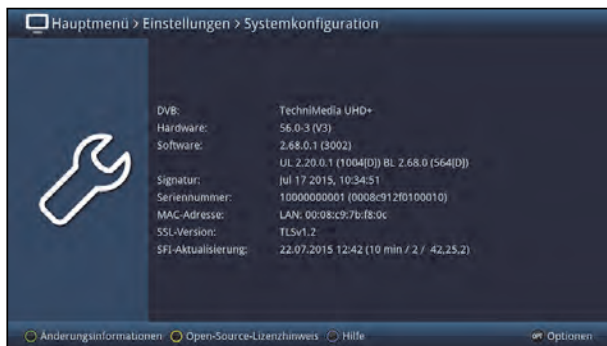 Hauptmenü > Einstellungen > Systemkonfiguration
DVB: TechniMedia UHD+
Hardware: 56.0-3 (V3)
Software: 2.68.0.1 (3002)
UL 2.20.0.1 (1004[D]) BL 2.68.0 (564[D])
Signatur: Jul 17 2015, 10:34:51
Seriennummer: 10000000001 (0008c912f0100010)
MAC-Adresse: LAN: 00:08:c9:7b:f8:0c
SSL-Version: TLSv1.2
SFI-Aktualisierung: 22.07.2015 12:42 (10 min / 2 / 42,25,2)
Änderungsinformationen Open-Source-Lizenzhinweis Hilfe OPT Optionen